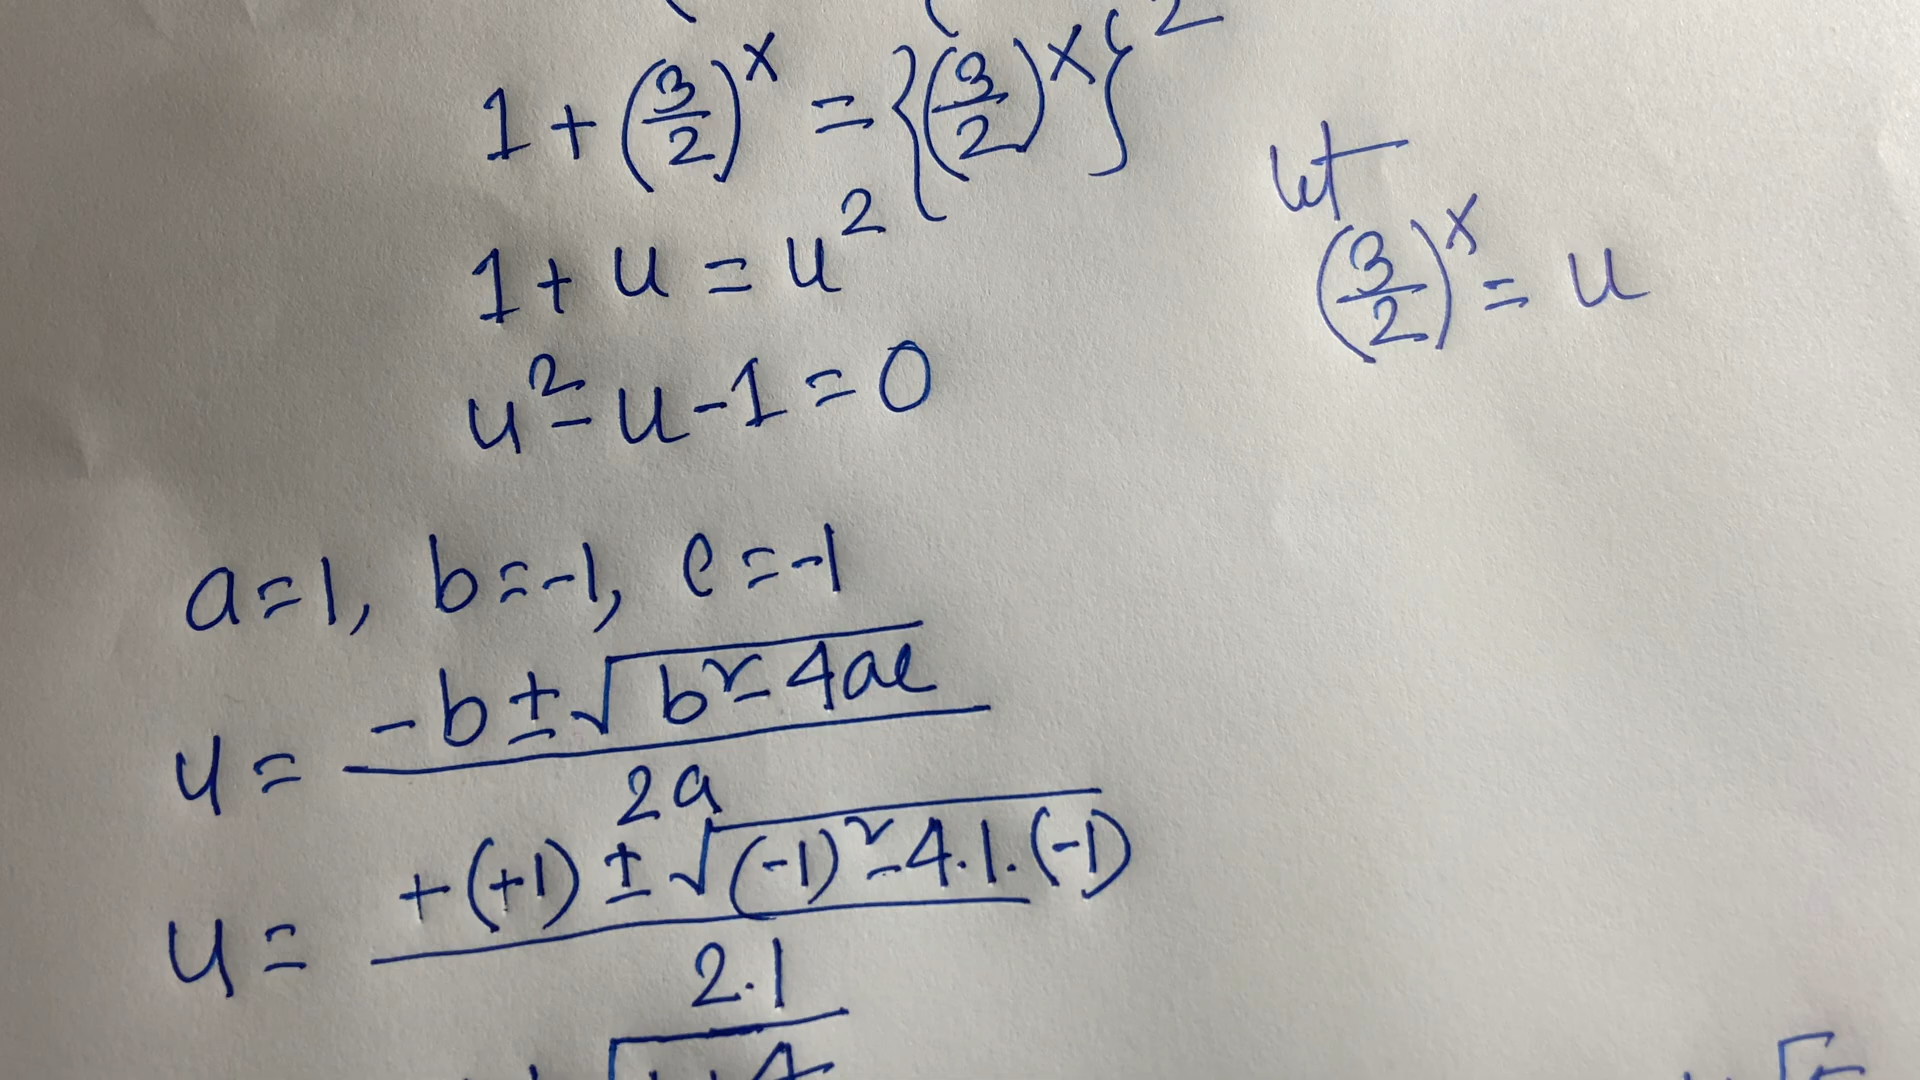 1 + (3/2)^x = {(3/2)^x}^2
let
(3/2)^x = u
1 + u = u^2
u^2 - u - 1 = 0
a = 1, b = -1, c = -1
u = (-b ± √(b^2 - 4ac)) / 2a
u = (+(+1) ± √((-1)^2 - 4.1.(-1))) / 2.1